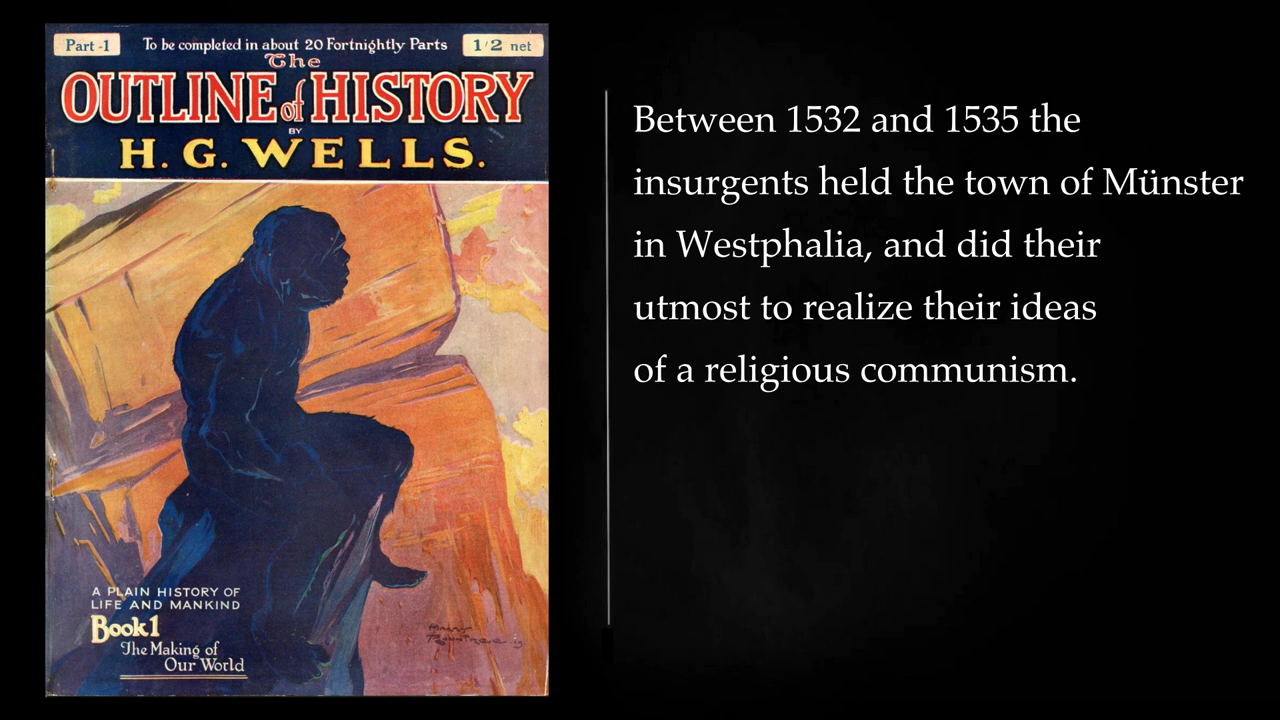 Part -1
To be completed in about 20 Fortnightly Parts
1/2 net
The
OUTLINE of HISTORY
BY
H. G. WELLS.
A PLAIN HISTORY OF
LIFE AND MANKIND
Book 1
The Making of
Our World
Between 1532 and 1535 the
insurgents held the town of Münster
in Westphalia, and did their
utmost to realize their ideas
of a religious communism.